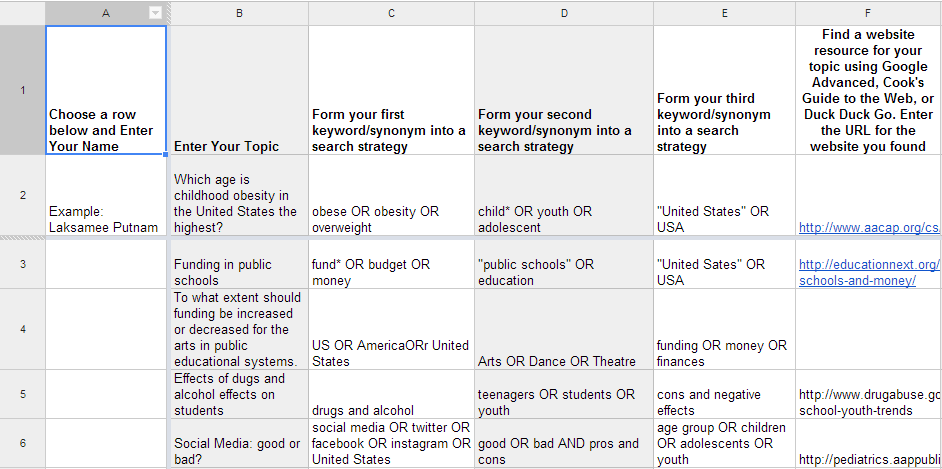 A B C D E F
1
Choose a row
below and Enter
Your Name
Enter Your Topic
Form your first
keyword/synonym into a
search strategy
Form your second
keyword/synonym into a
search strategy
Form your third
keyword/synonym
into a search
strategy
Find a website
resource for your
topic using Google
Advanced, Cook's
Guide to the Web, or
Duck Duck Go. Enter
the URL for the
website you found
2
Example:
Laksamee Putnam
Which age is
childhood obesity in
the United States the
highest?
obese OR obesity OR
overweight
child* OR youth OR
adolescent
"United States" OR
USA
http://www.aacap.org/cs
3
Funding in public
schools
fund* OR budget OR
money
"public schools" OR
education
"United Sates" OR
USA
http://educationnext.org/
schools-and-money/
4
To what extent should
funding be increased
or decreased for the
arts in public
educational systems.
US OR AmericaORr United
States
Arts OR Dance OR Theatre
funding OR money OR
finances
5
Effects of dugs and
alcohol effects on
students
drugs and alcohol
teenagers OR students OR
youth
cons and negative
effects
http://www.drugabuse.go
school-youth-trends
6
Social Media: good or
bad?
social media OR twitter OR
facebook OR instagram OR
United States
good OR bad AND pros and
cons
age group OR children
OR adolescents OR
youth
http://pediatrics.aappubli